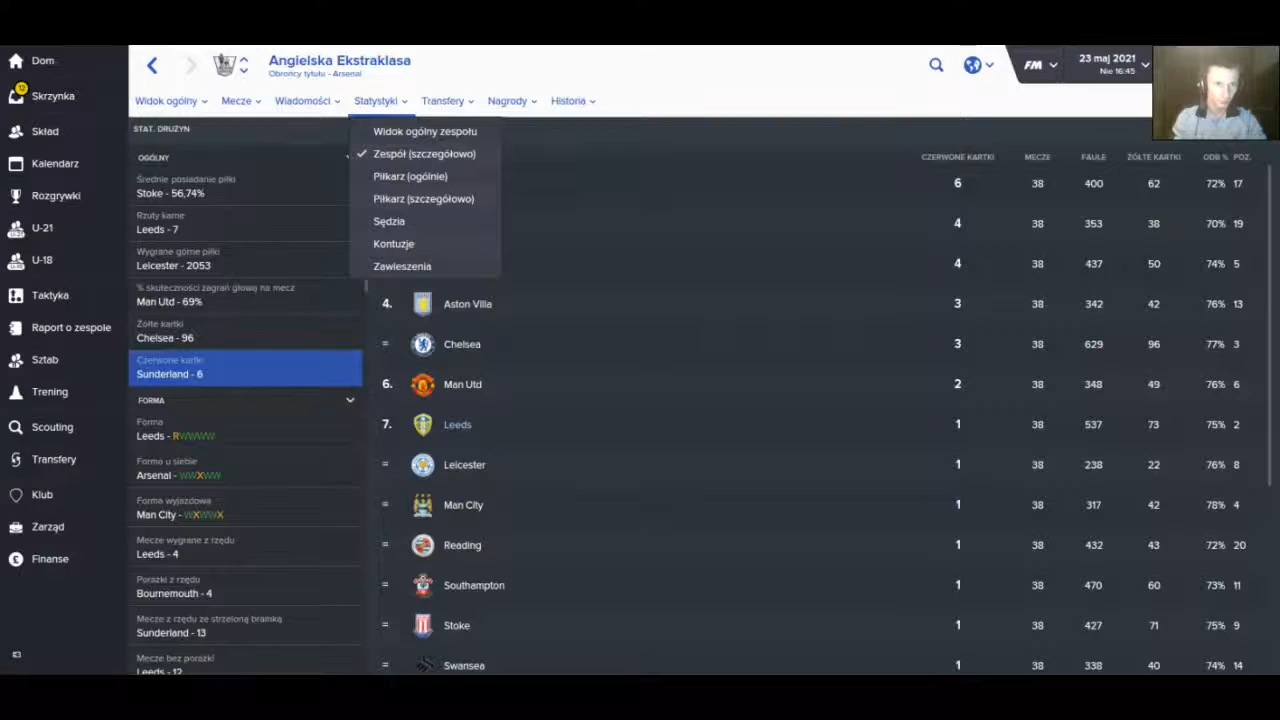 Dom
Skrzynka
12
Skład
Kalendarz
Rozgrywki
U-21
U-18
Taktyka
Raport o zespole
Sztab
Trening
Scouting
Transfery
Klub
Zarząd
Finanse
Angielska Ekstraklasa
Obrońcy tytułu - Arsenal
FM
23 maj 2021
Nie 16:45
Widok ogólny Mecze Wiadomości Statystyki Transfery Nagrody Historia
Widok ogólny zespołu
Zespół (szczegółowo)
Piłkarz (ogólnie)
Piłkarz (szczegółowo)
Sędzia
Kontuzje
Zawieszenia
STAT. DRUŻYN
OGÓLNY
Średnie posiadanie piłki
Stoke - 56,74%
Rzuty karne
Leeds - 7
Wygrane górne piłki
Leicester - 2053
% skuteczności zagrań głową na mecz
Man Utd - 69%
Żółte kartki
Chelsea - 96
Czerwone kartki
Sunderland - 6
FORMA
Forma
Leeds - RWWWW
Forma u siebie
Arsenal - WWXWW
Forma wyjazdowa
Man City - WXWWX
Mecze wygrane z rzędu
Leeds - 4
Porażki z rzędu
Bournemouth - 4
Mecze z rzędu ze strzeloną bramką
Sunderland - 13
Mecze bez porażki
Leeds - 12
CZERWONE KARTKI MECZE FAULE ŻÓŁTE KARTKI ODB % POZ.
6 38 400 62 72% 17
4 38 353 38 70% 19
4 38 437 50 74% 5
4. Aston Villa 3 38 342 42 76% 13
= Chelsea 3 38 629 96 77% 3
6. Man Utd 2 38 348 49 76% 6
7. Leeds 1 38 537 73 75% 2
= Leicester 1 38 238 22 76% 8
= Man City 1 38 317 42 78% 4
= Reading 1 38 432 43 72% 20
= Southampton 1 38 470 60 73% 11
= Stoke 1 38 427 71 75% 9
= Swansea 1 38 338 40 74% 14